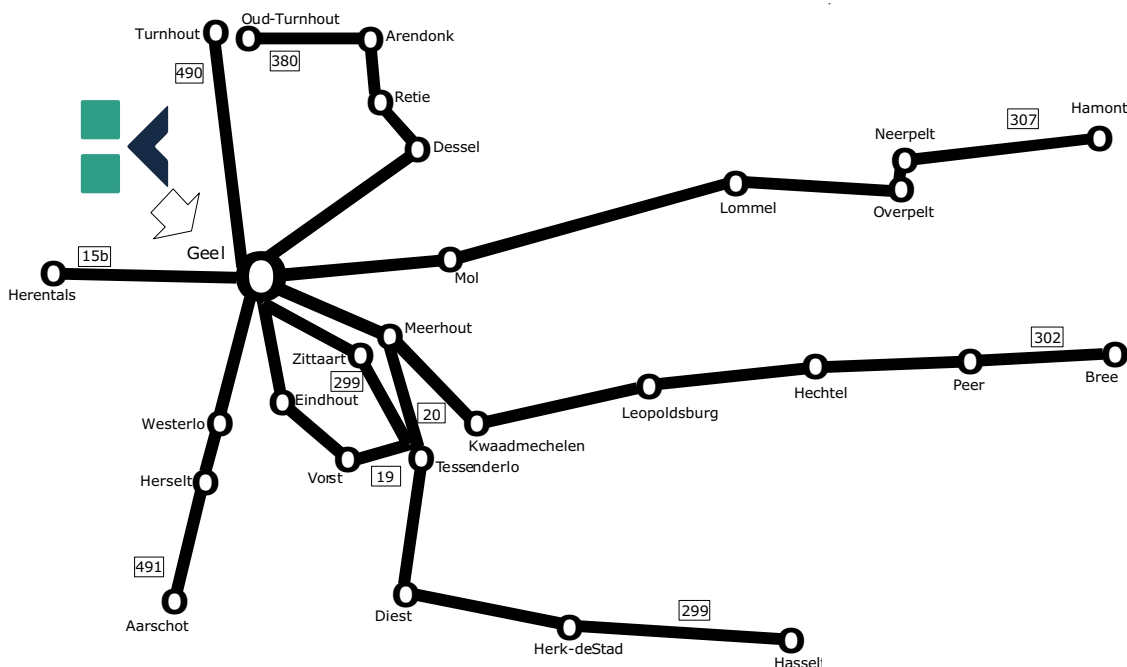 Oud-Turnhout
Turnhout
Arendonk
380
490
Retie
Hamont
307
Neerpelt
Dessel
Lommel
Overpelt
15b
Geel
Mol
Herentals
Meerhout
302
Zittaart
Bree
299
Peer
Hechtel
Eindhout
Leopoldsburg
20
Westerlo
Kwaadmechelen
Tessenderlo
Herselt
Vorst
19
491
Diest
299
Aarschot
Herk-deStad
Hasselt